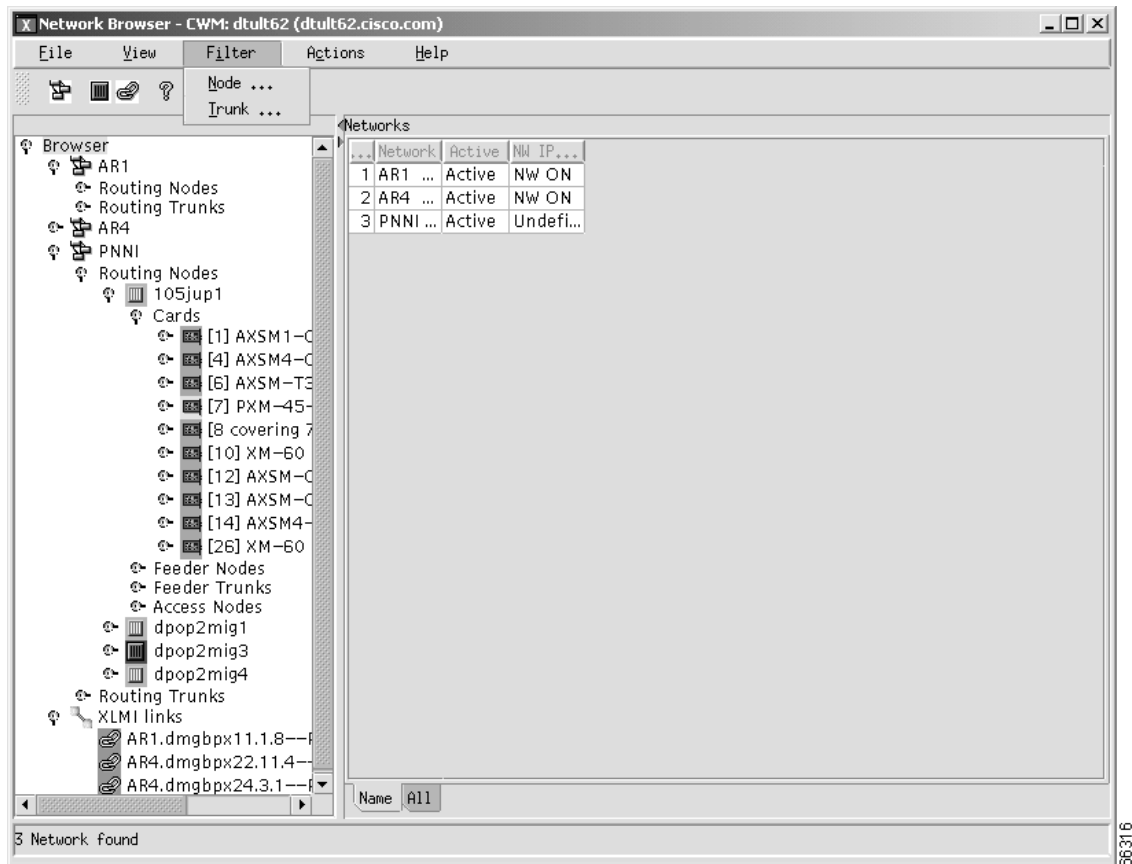 Network Browser - CWM: dtult62 (dtult62.cisco.com)
File View Filter Actions Help
Node ...
Trunk ...
Browser
AR1
Routing Nodes
Routing Trunks
AR4
PNNI
Routing Nodes
105jup1
Cards
[1] AXSM1-C
[4] AXSM4-C
[6] AXSM-T3
[7] PXM-45-
[8 covering 7
[10] XM-60
[12] AXSM-C
[13] AXSM-C
[14] AXSM4-
[26] XM-60
Feeder Nodes
Feeder Trunks
Access Nodes
dpop2mig1
dpop2mig3
dpop2mig4
Routing Trunks
XLMI links
AR1.dmgbpx11.1.8--P
AR4.dmgbpx22.11.4--
AR4.dmgbpx24.3.1--P
Networks
... Network Active NW IP...
1 AR1 ... Active NW ON
2 AR4 ... Active NW ON
3 PNNI ... Active Undefi...
Name All
3 Network found
66316